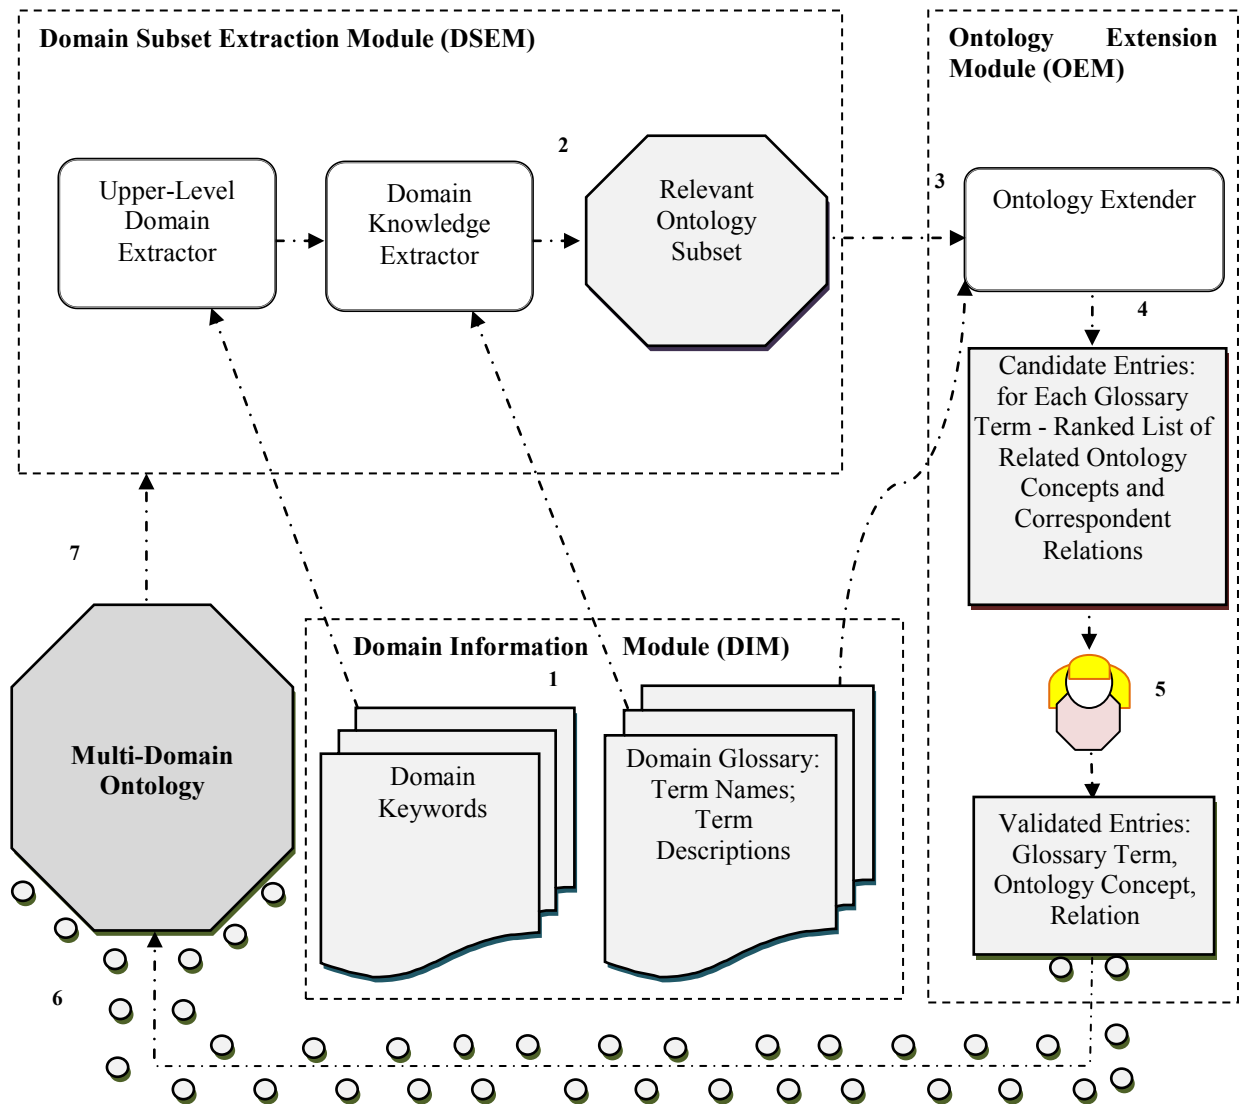 Domain Subset Extraction Module (DSEM)
2
Upper-Level
Domain
Extractor
Domain
Knowledge
Extractor
Relevant
Ontology
Subset
Ontology Extension
Module (OEM)
3
Ontology Extender
4
Candidate Entries:
for Each Glossary
Term - Ranked List of
Related Ontology
Concepts and
Correspondent
Relations
5
Validated Entries:
Glossary Term,
Ontology Concept,
Relation
7
Multi-Domain
Ontology
6
Domain Information Module (DIM)
1
Domain
Keywords
Domain Glossary:
Term Names;
Term
Descriptions